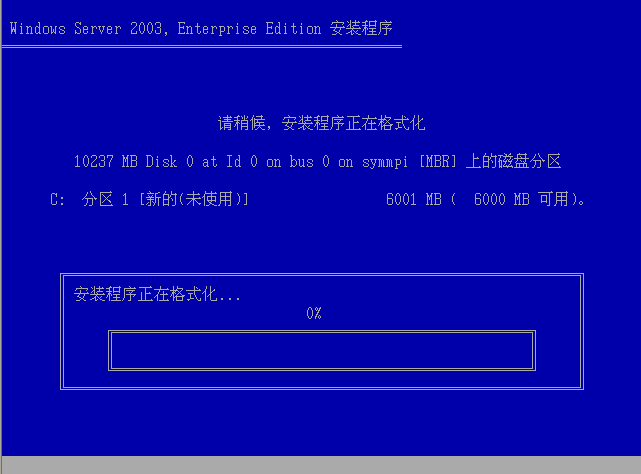 Windows Server 2003, Enterprise Edition 安装程序
请稍候，安装程序正在格式化
10237 MB Disk 0 at Id 0 on bus 0 on symmpi [MBR] 上的磁盘分区
C: 分区 1 [新的(未使用)] 6001 MB ( 6000 MB 可用)。
安装程序正在格式化...
0%